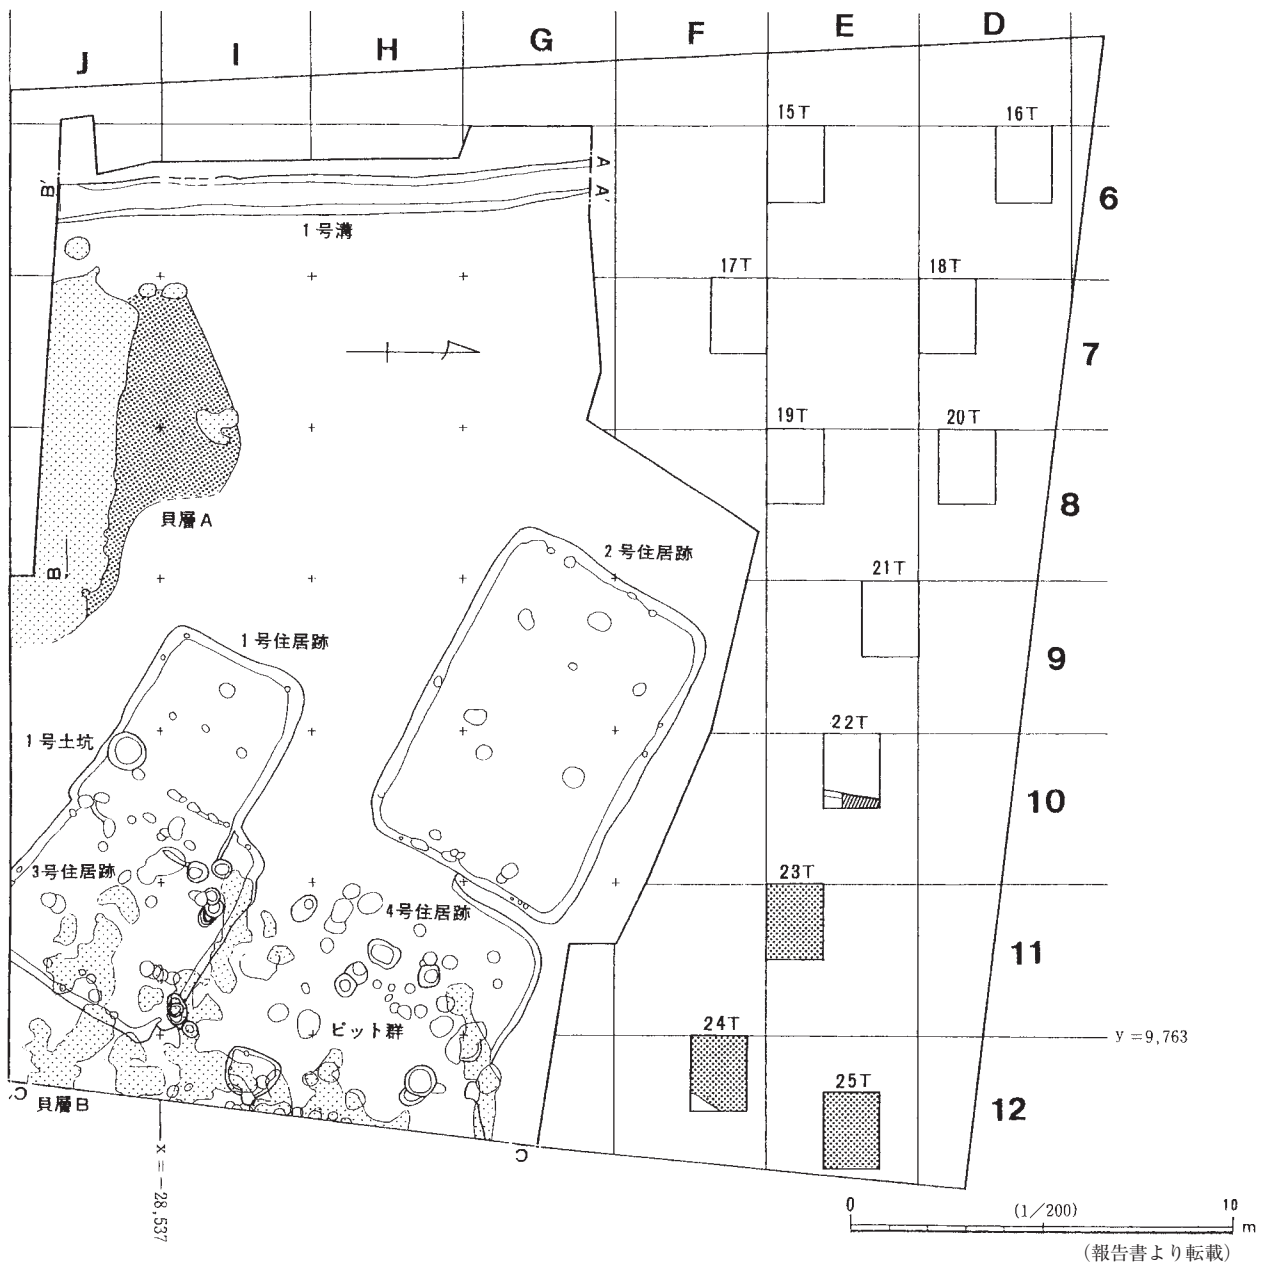 J I H G F E D
15T 16T
A
A'
B'
6
1号溝
17T 18T
7
19T 20T
8
貝層A
2号住居跡
B
21T
1号住居跡
9
1号土坑
22T
10
3号住居跡
23T
4号住居跡
11
ピット群
24T
y=9,763
25T
C'
貝層B
12
C
x=-28,537
0 (1/200) 10
m
(報告書より転載)